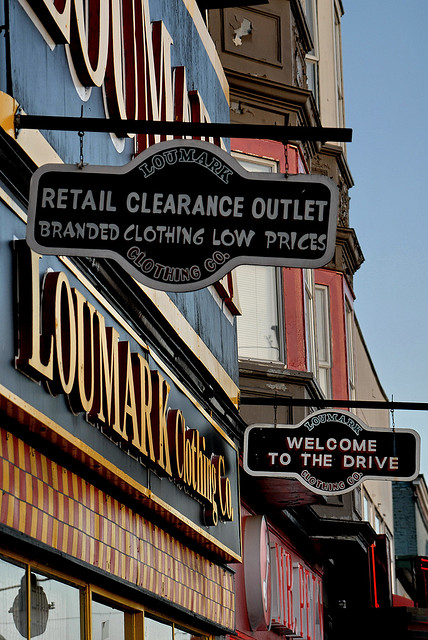 LOUMARK
RETAIL CLEARANCE OUTLET
BRANDED CLOTHING LOW PRICES
CLOTHING CO.
LOUMARK Clothing Co.
LOUMARK
WELCOME
TO THE DRIVE
CLOTHING CO.